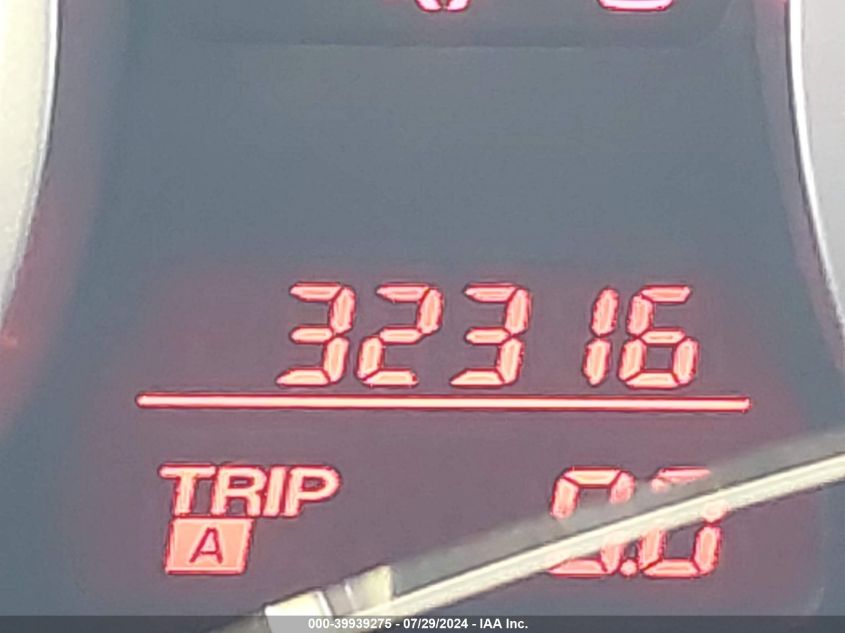 32316
TRIP 0.0
A
000-39939275 - 07/29/2024 - IAA Inc.